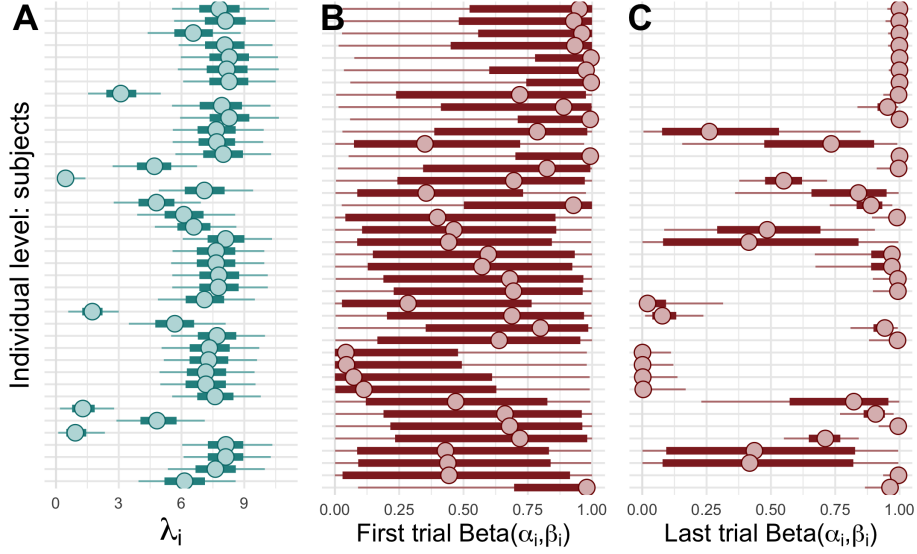 A B C
Individual level: subjects
0 3 6 9
λi
0.00 0.25 0.50 0.75 1.00
First trial Beta(αi,βi)
0.00 0.25 0.50 0.75 1.00
Last trial Beta(αi,βi)